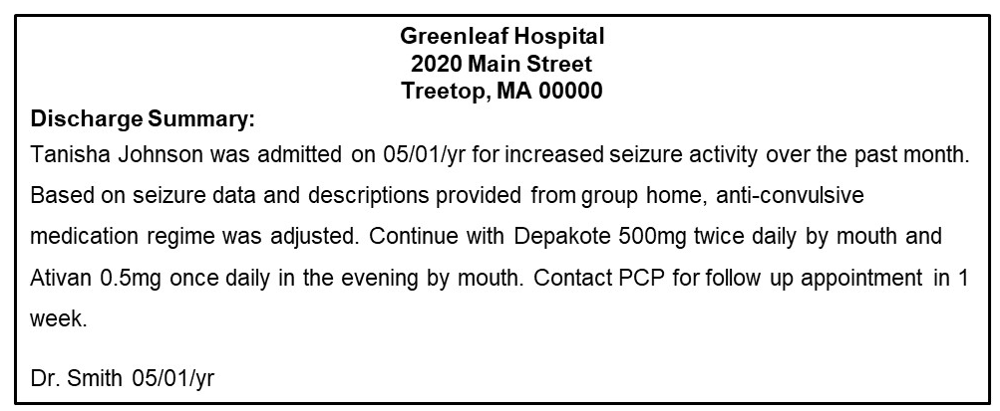 Greenleaf Hospital
2020 Main Street
Treetop, MA 00000
Discharge Summary:
Tanisha Johnson was admitted on 05/01/yr for increased seizure activity over the past month.
Based on seizure data and descriptions provided from group home, anti-convulsive
medication regime was adjusted. Continue with Depakote 500mg twice daily by mouth and
Ativan 0.5mg once daily in the evening by mouth. Contact PCP for follow up appointment in 1
week.
Dr. Smith 05/01/yr